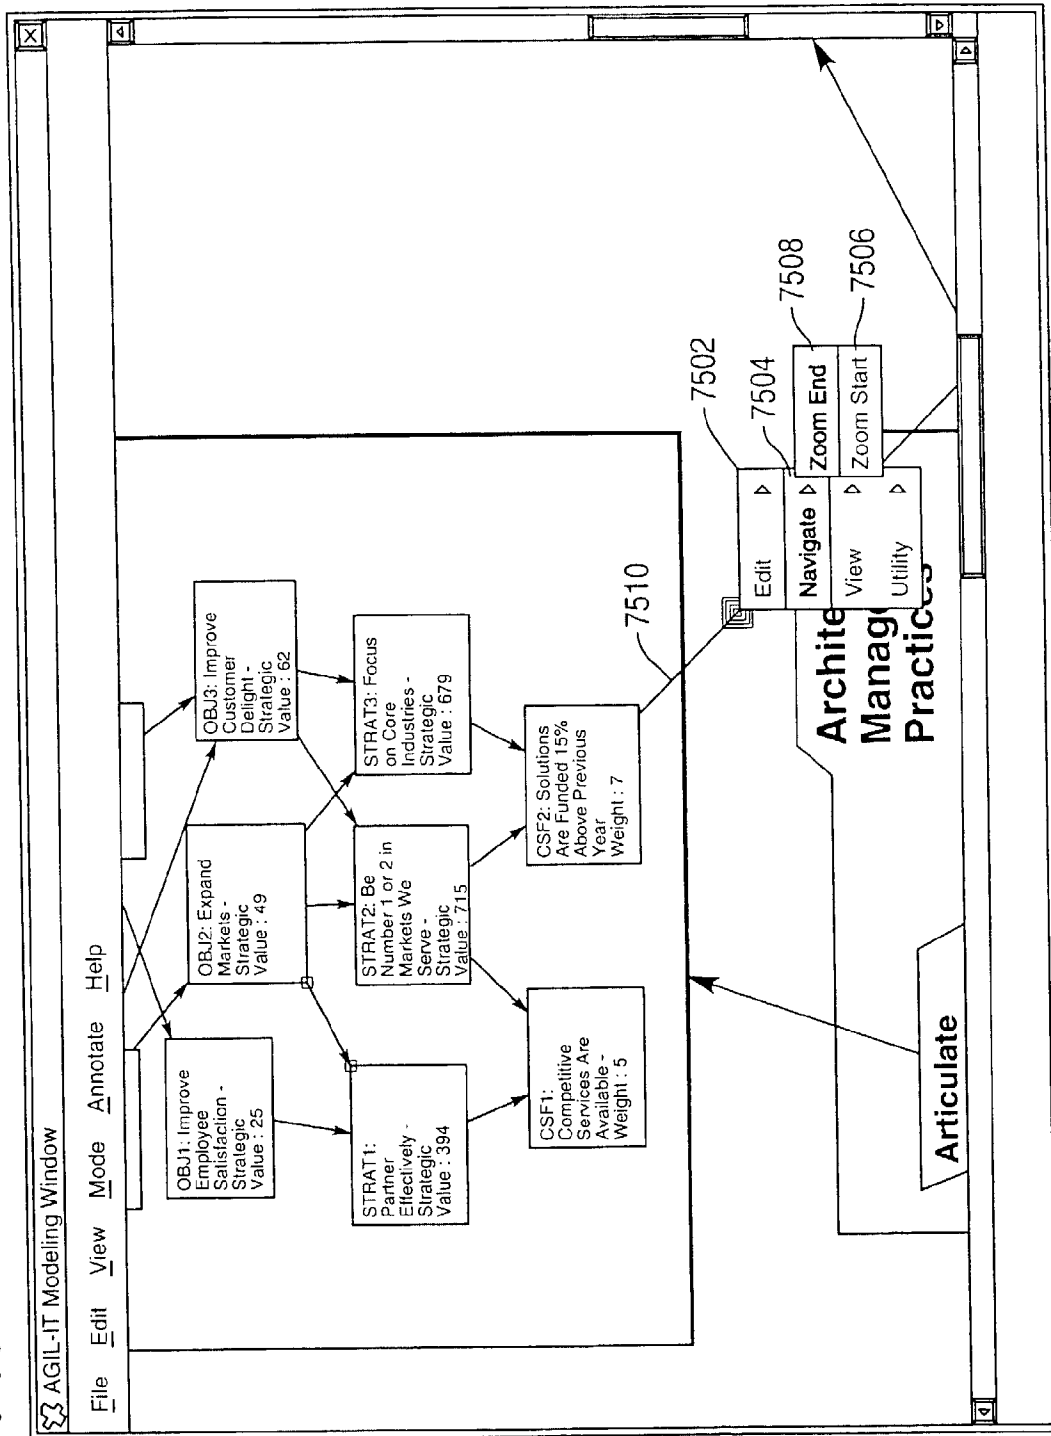 AGIL-IT Modeling Window
File Edit View Mode Annotate Help
OBJ1: Improve
Employee
Satisfaction -
Strategic
Value : 25
OBJ2: Expand
Markets -
Strategic
Value : 49
OBJ3: Improve
Customer
Delight -
Strategic
Value : 62
STRAT1:
Partner
Effectively -
Strategic
Value : 394
STRAT2: Be
Number 1 or 2 in
Markets We
Serve -
Strategic
Value : 715
STRAT3: Focus
on Core
Industries -
Strategic
Value : 679
CSF1:
Competitive
Services Are
Available -
Weight : 5
CSF2: Solutions
Are Funded 15%
Above Previous
Year
Weight : 7
7510
7502
7504
7508
7506
Edit
Navigate
View
Utility
Zoom End
Zoom Start
Archite
Manag
Practices
Articulate